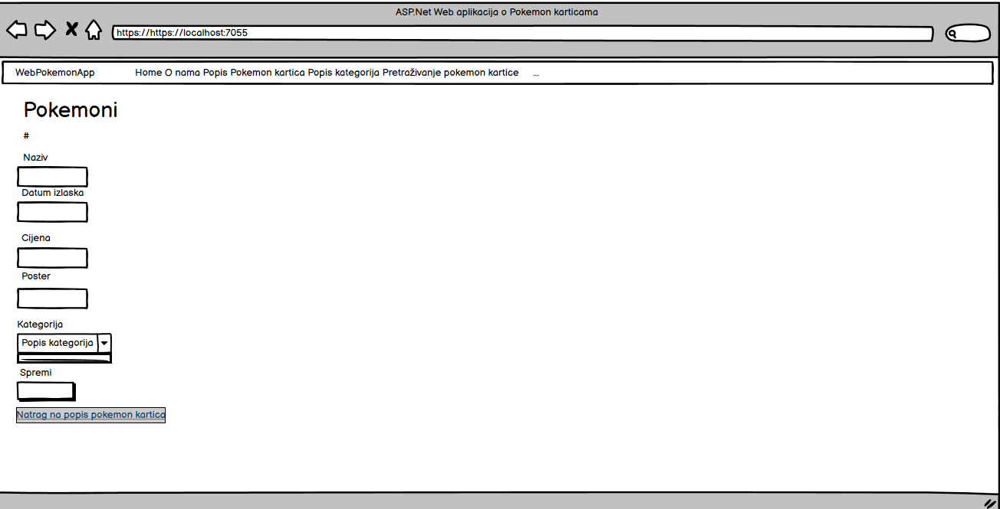 ASP.Net Web aplikacija o Pokemon karticama
https://https://localhost:7055
WebPokemonApp Home O nama Popis Pokemon kartica Popis kategorija Pretraživanje pokemon kartice ...
Pokemoni
#
Naziv
Datum izlaska
Cijena
Poster
Kategorija
Popis kategorija
Spremi
Natrag na popis pokemon kartica